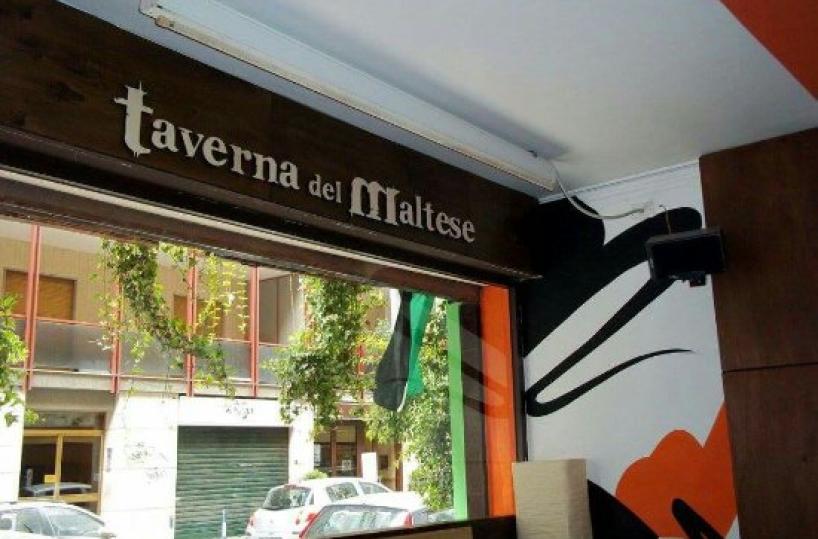 taverna del Maltese